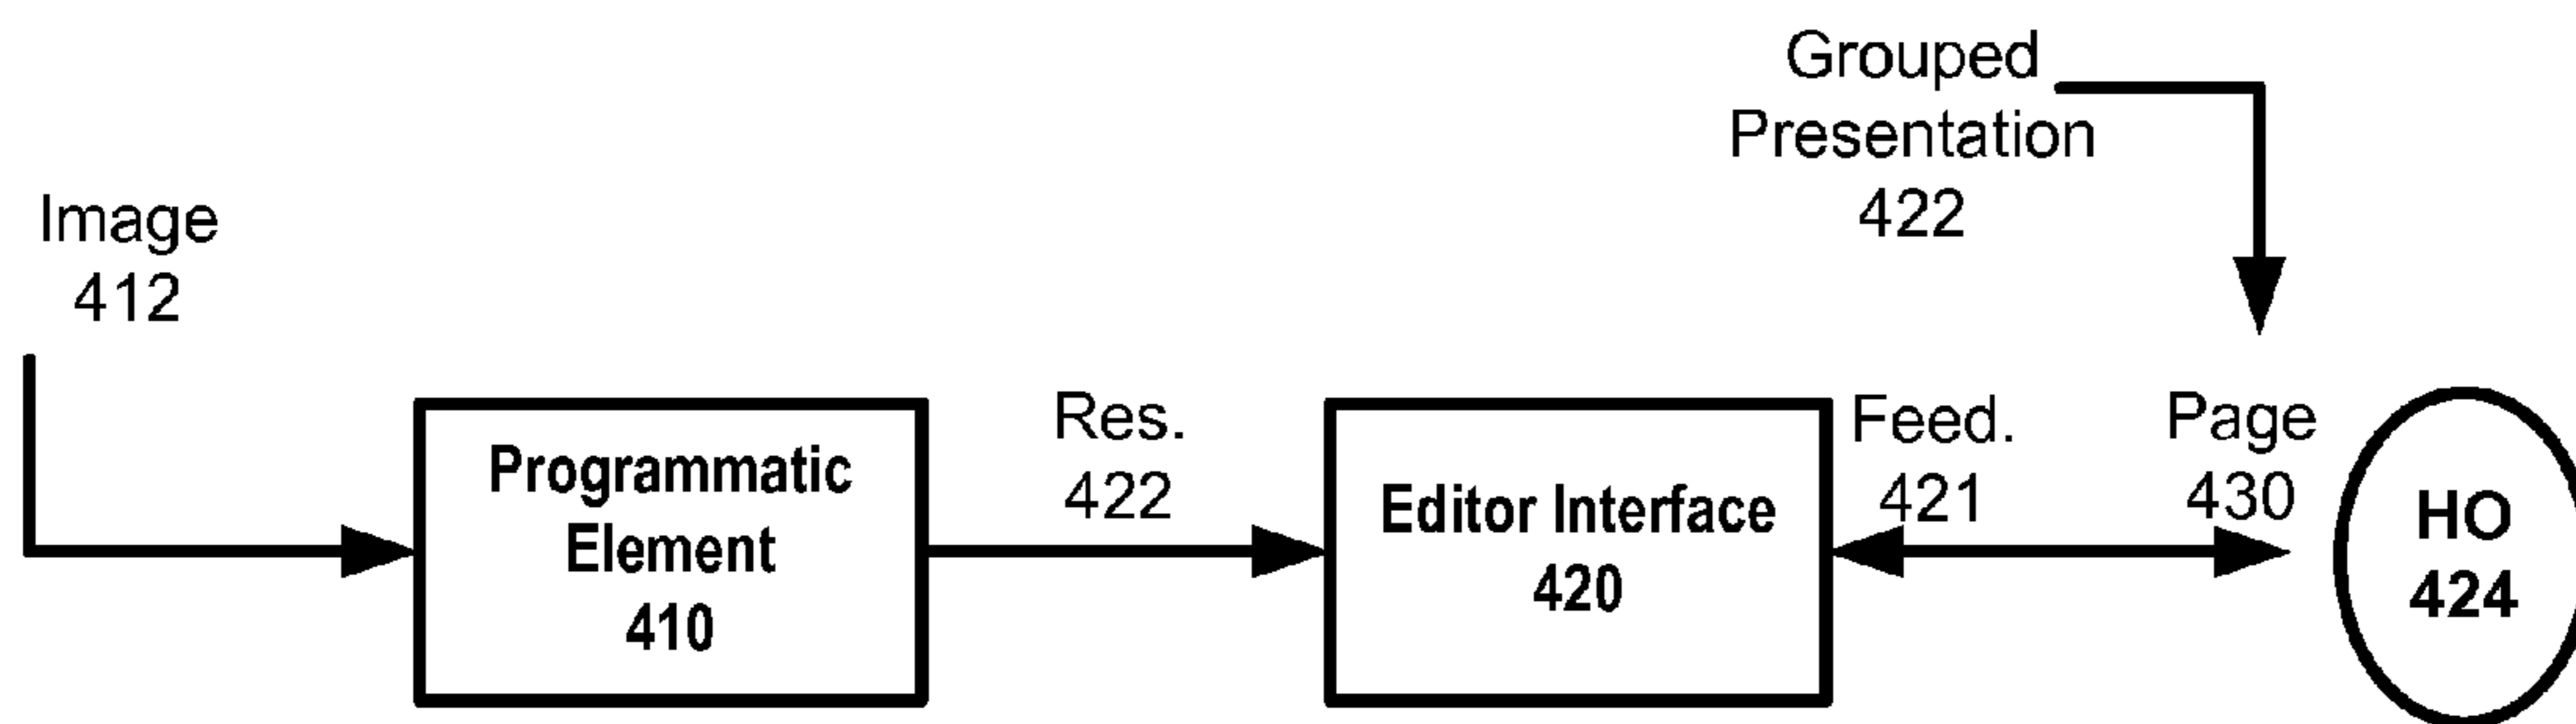 Grouped
Presentation
422
Image
412
Programmatic
Element
410
Res.
422
Editor Interface
420
Feed.
421
Page
430
HO
424